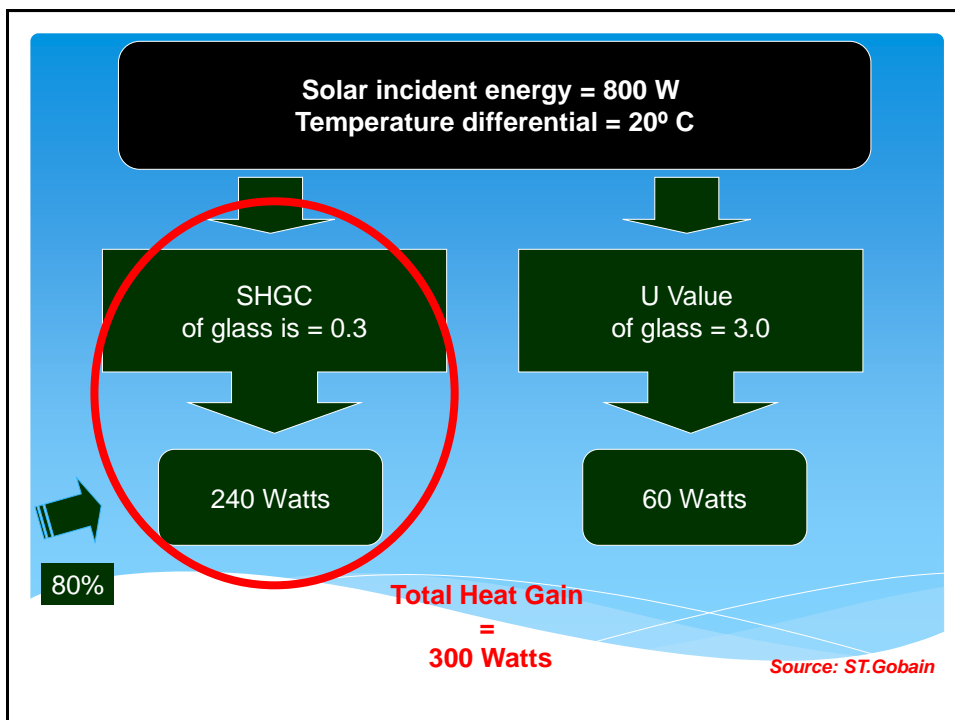 Solar incident energy = 800 W
Temperature differential = 20⁰ C
SHGC
of glass is = 0.3
U Value
of glass = 3.0
240 Watts
60 Watts
80%
Total Heat Gain
=
300 Watts
Source: ST.Gobain